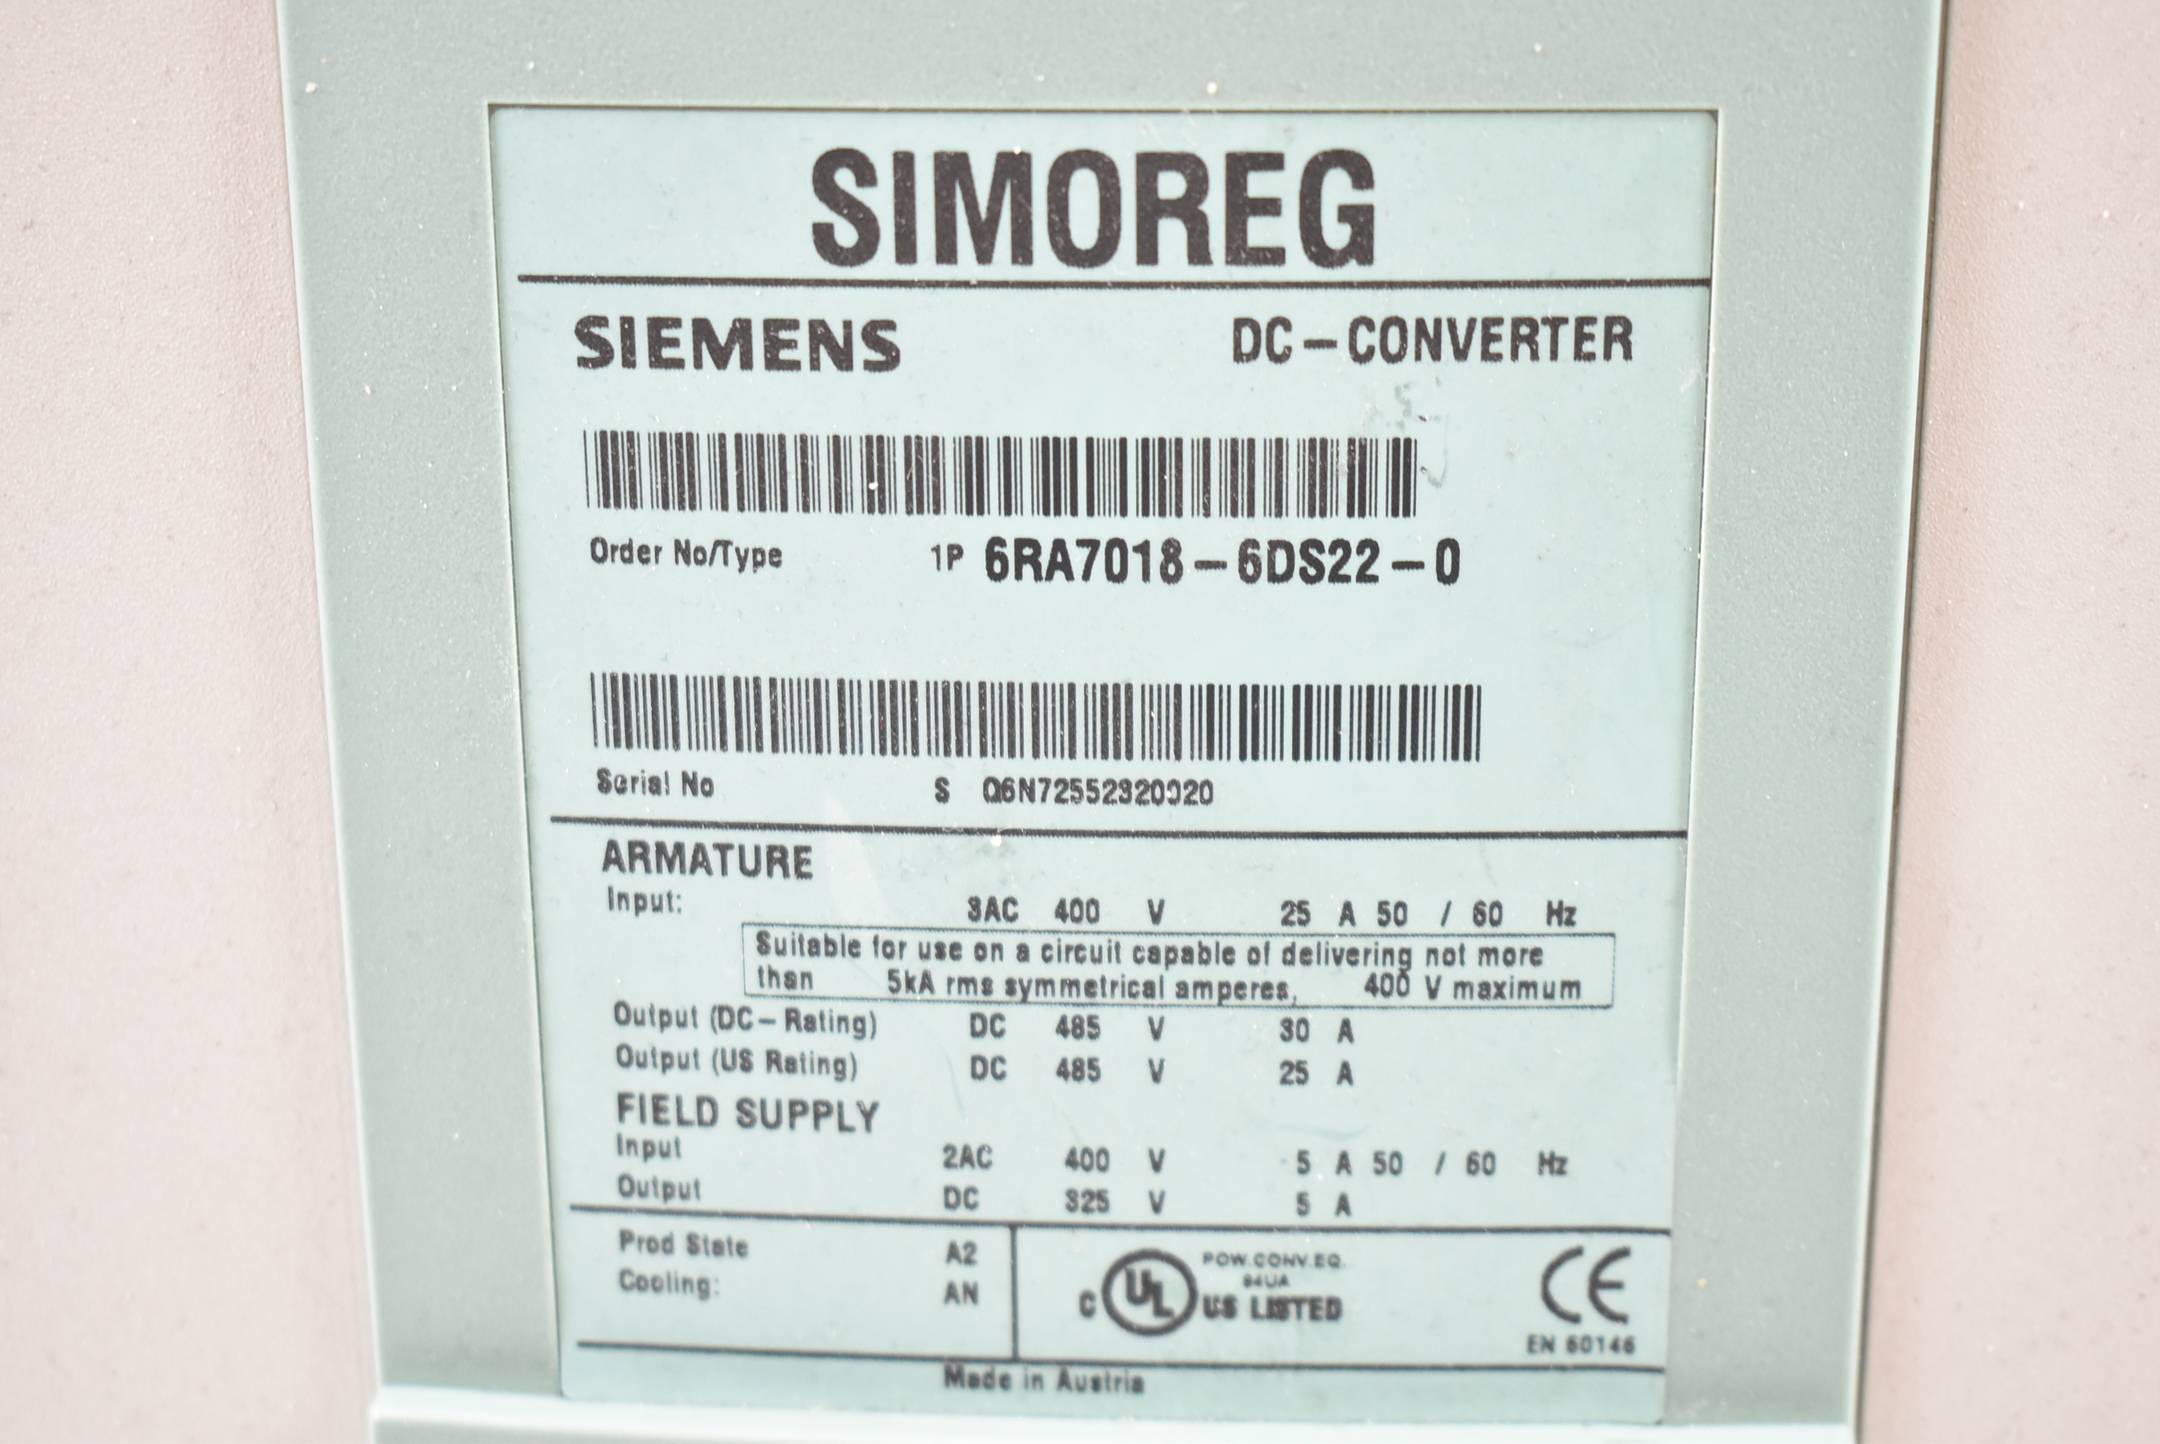 SIMOREG
SIEMENS DC-CONVERTER
Order No/Type 1P 6RA7018-6DS22-0
Serial No S Q6N72552320020
ARMATURE
Input: 3AC 400 V 25 A 50 / 60 Hz
Suitable for use on a circuit capable of delivering not more
than 5kA rms symmetrical amperes, 400 V maximum
Output (DC-Rating) DC 485 V 30 A
Output (US Rating) DC 485 V 25 A
FIELD SUPPLY
Input 2AC 400 V 5 A 50 / 60 Hz
Output DC 325 V 5 A
Prod State A2
Cooling: AN
POW.CONV.EQ.
94UA
C UL US LISTED
CE
EN 60146
Made in Austria